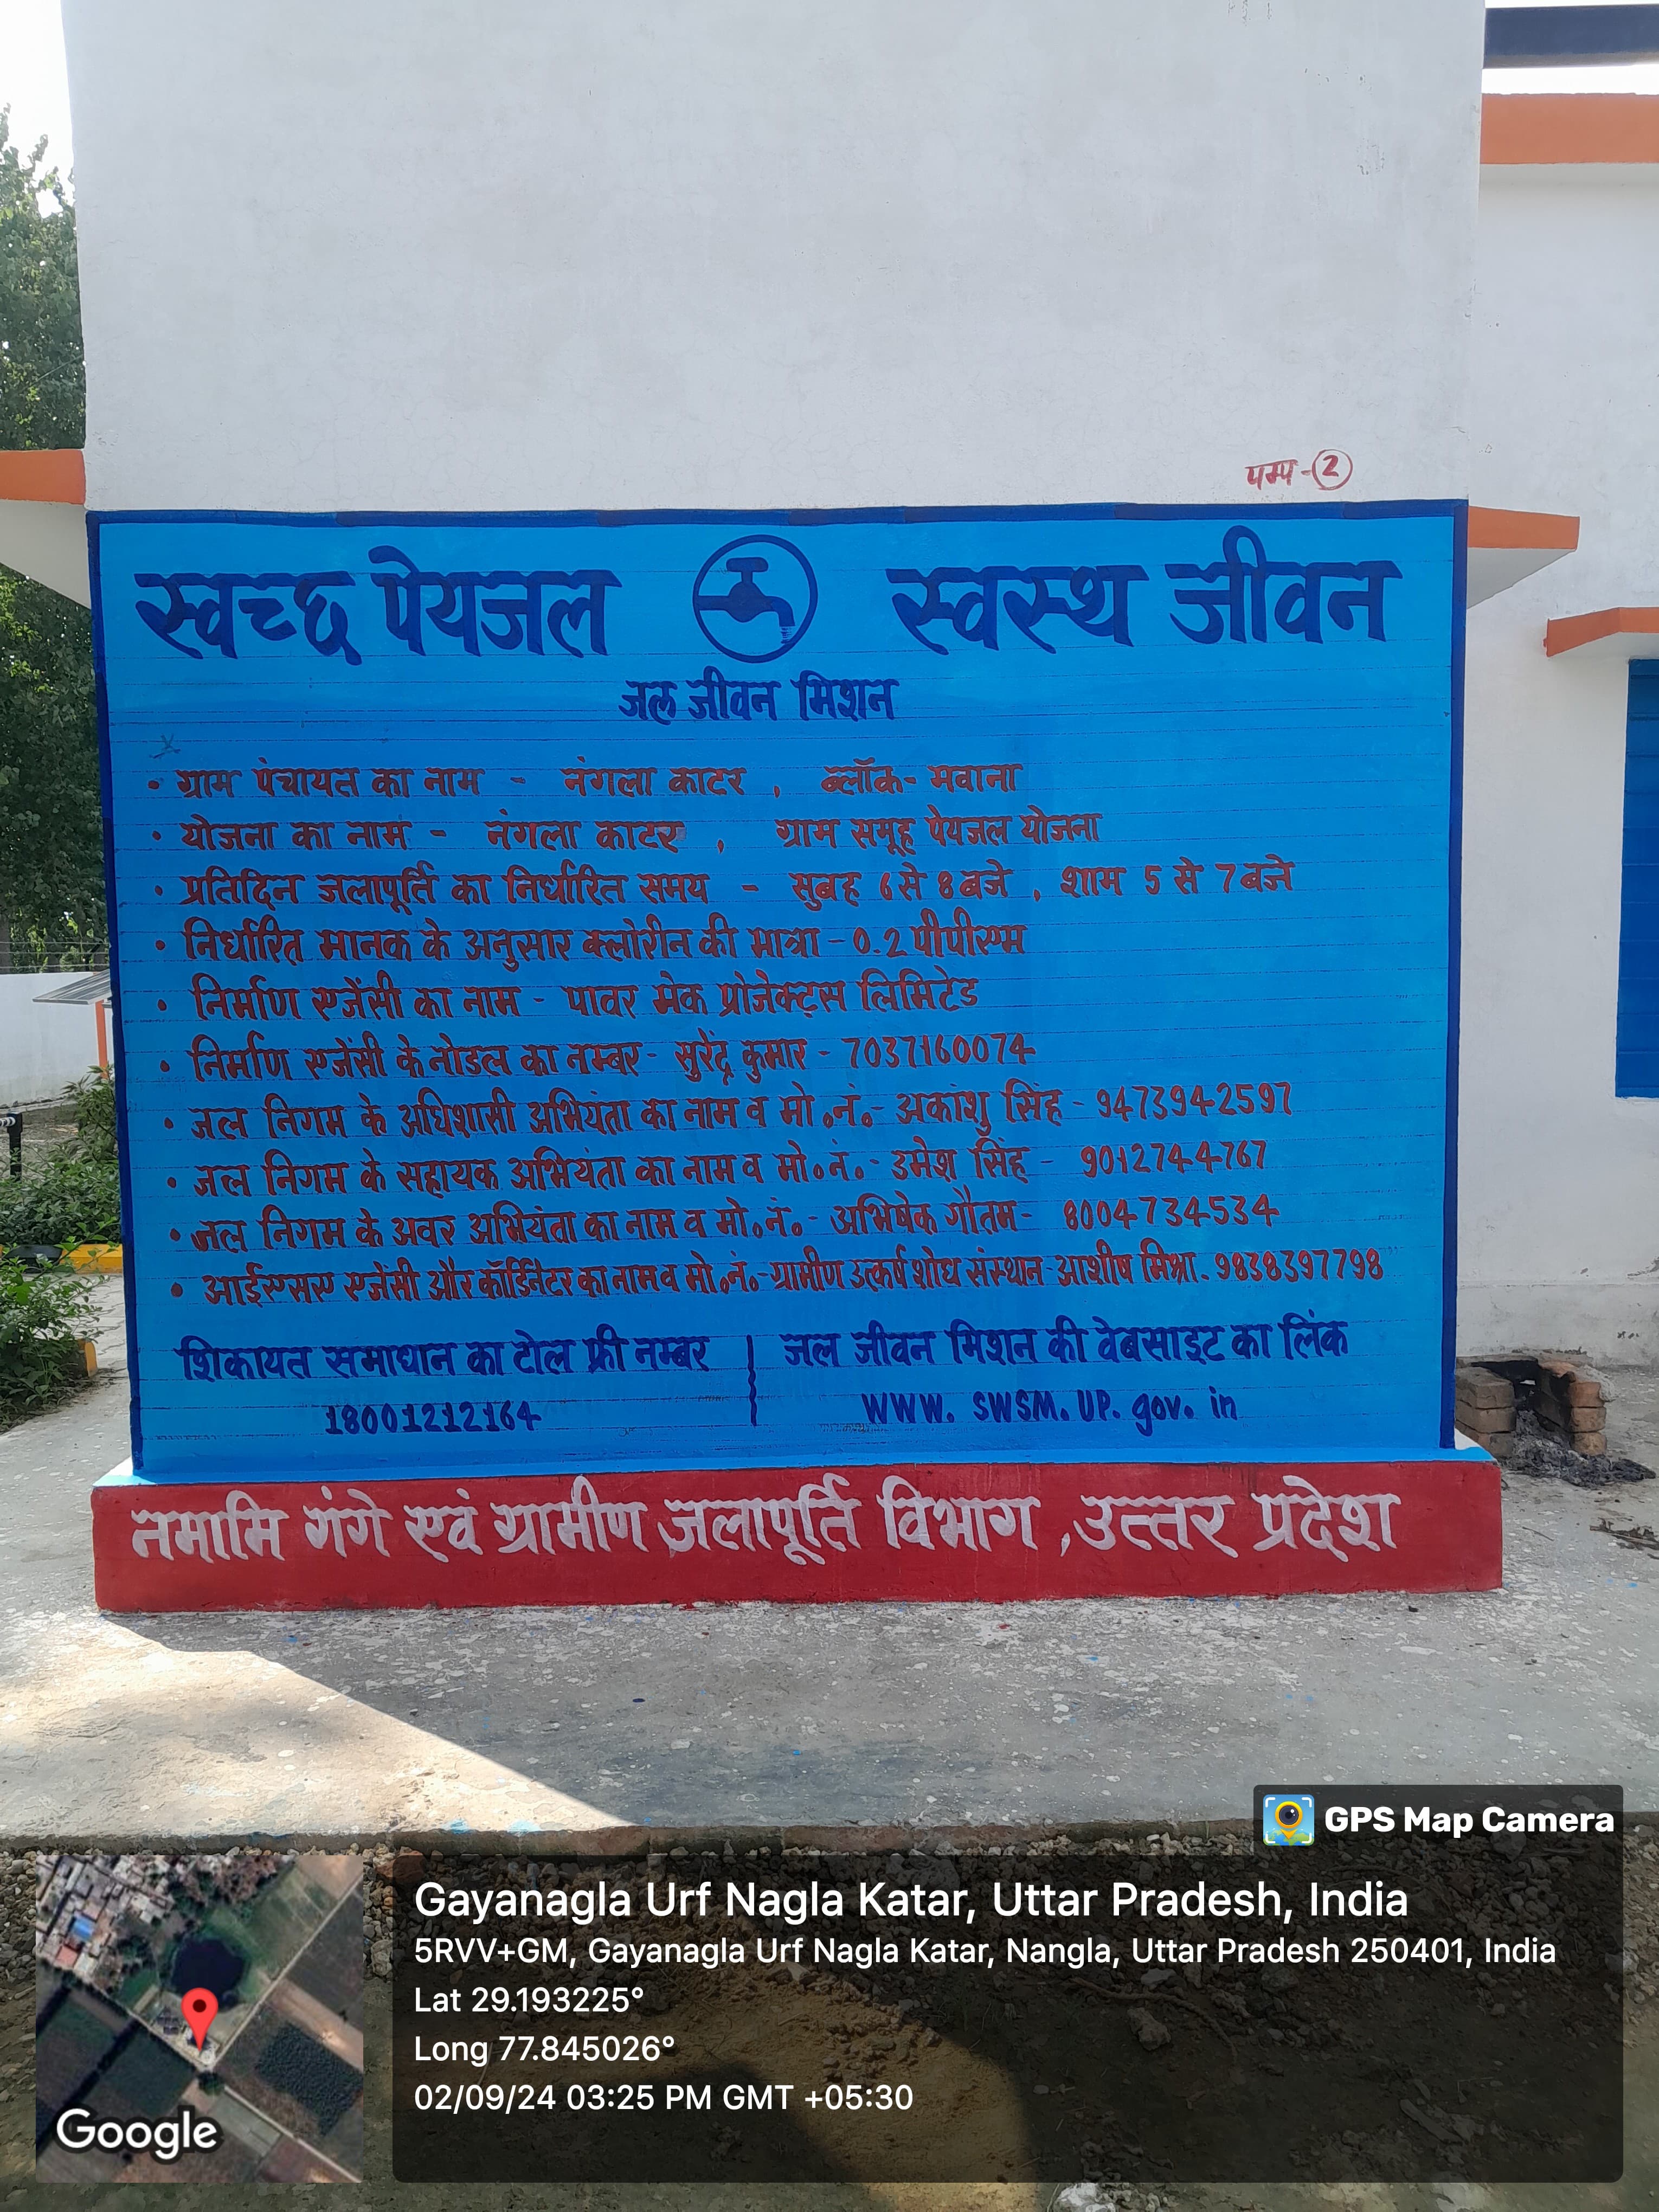 पम्प-2
स्वच्छ पेयजल स्वस्थ जीवन
जल जीवन मिशन
• ग्राम पंचायत का नाम - नंगला काटर , ब्लॉक- मवाना
• योजना का नाम - नंगला काटर , ग्राम समूह पेयजल योजना
• प्रतिदिन जलापूर्ति का निर्धारित समय - सुबह 6 से 8 बजे , शाम 5 से 7 बजे
• निर्धारित मानक के अनुसार क्लोरीन की मात्रा - 0.2 पीपीएम
• निर्माण एजेंसी का नाम - पावर मेक प्रोजेक्ट्स लिमिटेड
• निर्माण एजेंसी के नोडल का नम्बर- सुरेंद्र कुमार - 7037160074
• जल निगम के अधिशासी अभियंता का नाम व मो॰नं॰- अकांशु सिंह - 9473942597
• जल निगम के सहायक अभियंता का नाम व मो॰नं॰- उमेश सिंह - 9012744767
• जल निगम के अवर अभियंता का नाम व मो॰नं॰- अभिषेक गौतम- 8004734534
• आईएसए एजेंसी और कॉर्डिनेटर का नाम व मो॰नं॰-ग्रामीण उत्कर्ष शोध संस्थान-आशीष मिश्रा- 9838397798
शिकायत समाधान का टोल फ्री नम्बर
18001212164
जल जीवन मिशन की वेबसाइट का लिंक
WWW. SWSM. UP. gov. in
नमामि गंगे एवं ग्रामीण जलापूर्ति विभाग ,उत्तर प्रदेश
GPS Map Camera
Gayanagla Urf Nagla Katar, Uttar Pradesh, India
5RVV+GM, Gayanagla Urf Nagla Katar, Nangla, Uttar Pradesh 250401, India
Lat 29.193225°
Long 77.845026°
02/09/24 03:25 PM GMT +05:30
Google